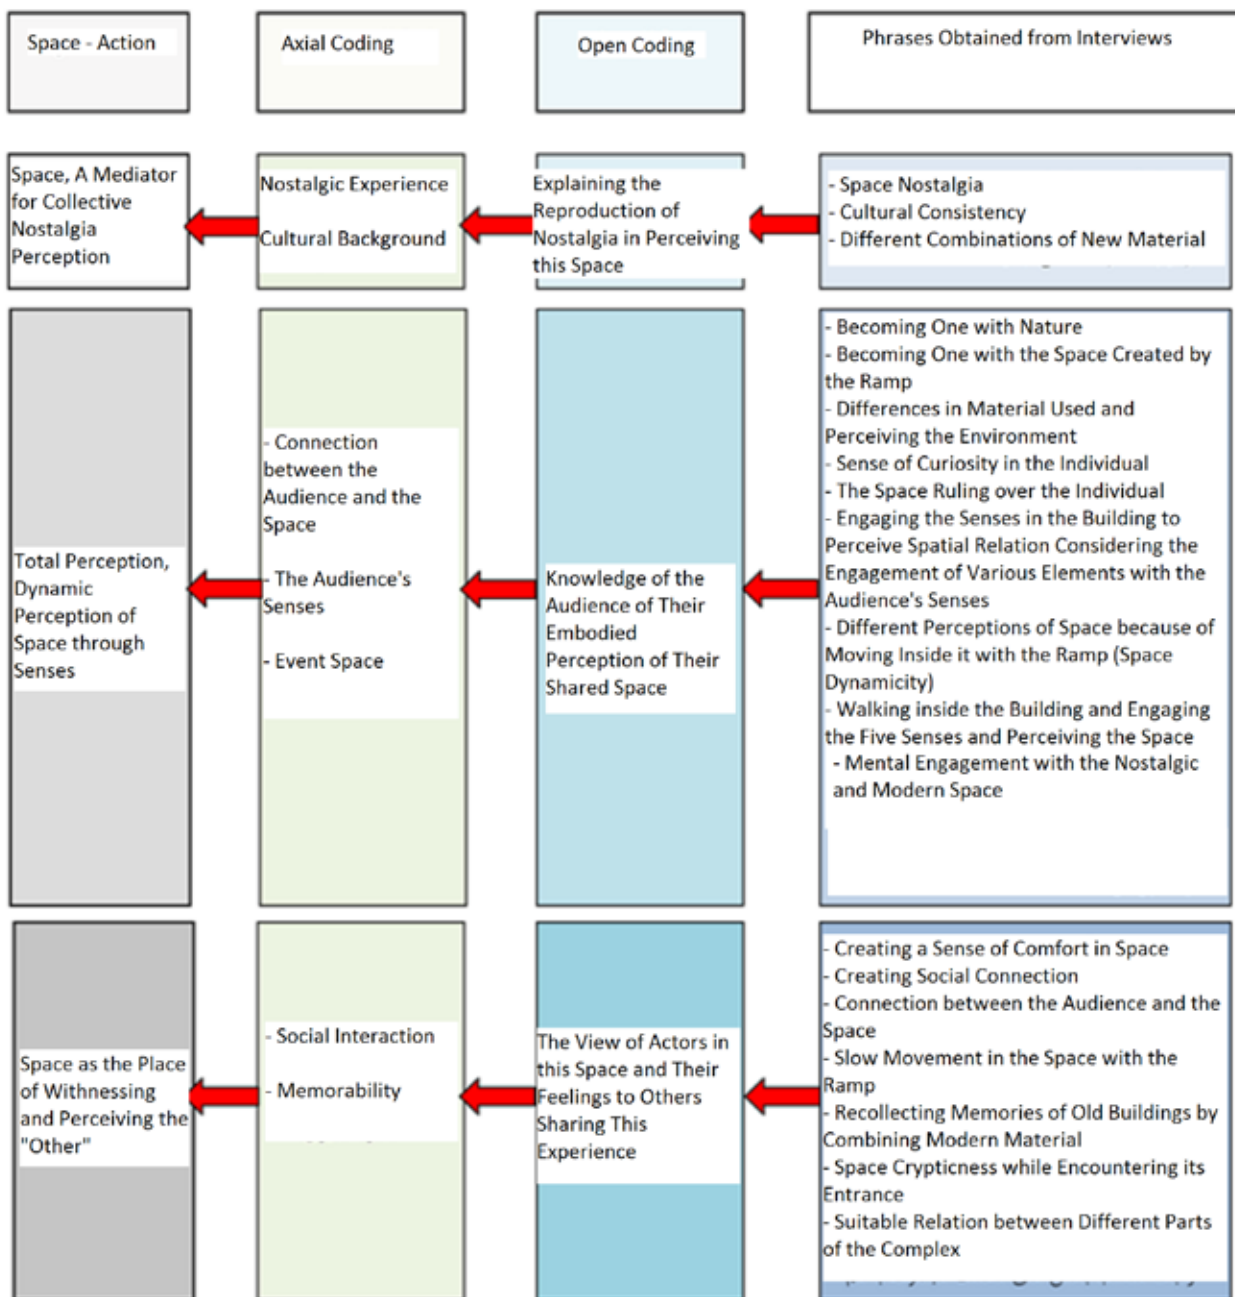 Space - Action
Axial Coding
Open Coding
Phrases Obtained from Interviews
Space, A Mediator
for Collective
Nostalgia
Perception
Nostalgic Experience
Cultural Background
Explaining the
Reproduction of
Nostalgia in Perceiving
this Space
- Space Nostalgia
- Cultural Consistency
- Different Combinations of New Material
Total Perception,
Dynamic
Perception of
Space through
Senses
- Connection
between the
Audience and the
Space
- The Audience's
Senses
- Event Space
Knowledge of the
Audience of Their
Embodied
Perception of Their
Shared Space
- Becoming One with Nature
- Becoming One with the Space Created by
the Ramp
- Differences in Material Used and
Perceiving the Environment
- Sense of Curiosity in the Individual
- The Space Ruling over the Individual
- Engaging the Senses in the Building to
Perceive Spatial Relation Considering the
Engagement of Various Elements with the
Audience's Senses
- Different Perceptions of Space because of
Moving Inside it with the Ramp (Space
Dynamicity)
- Walking inside the Building and Engaging
the Five Senses and Perceiving the Space
- Mental Engagement with the Nostalgic
and Modern Space
Space as the Place
of Withnessing
and Perceiving the
"Other"
- Social Interaction
- Memorability
The View of Actors in
this Space and Their
Feelings to Others
Sharing This
Experience
- Creating a Sense of Comfort in Space
- Creating Social Connection
- Connection between the Audience and the
Space
- Slow Movement in the Space with the
Ramp
- Recollecting Memories of Old Buildings by
Combining Modern Material
- Space Crypticness while Encountering its
Entrance
- Suitable Relation between Different Parts
of the Complex